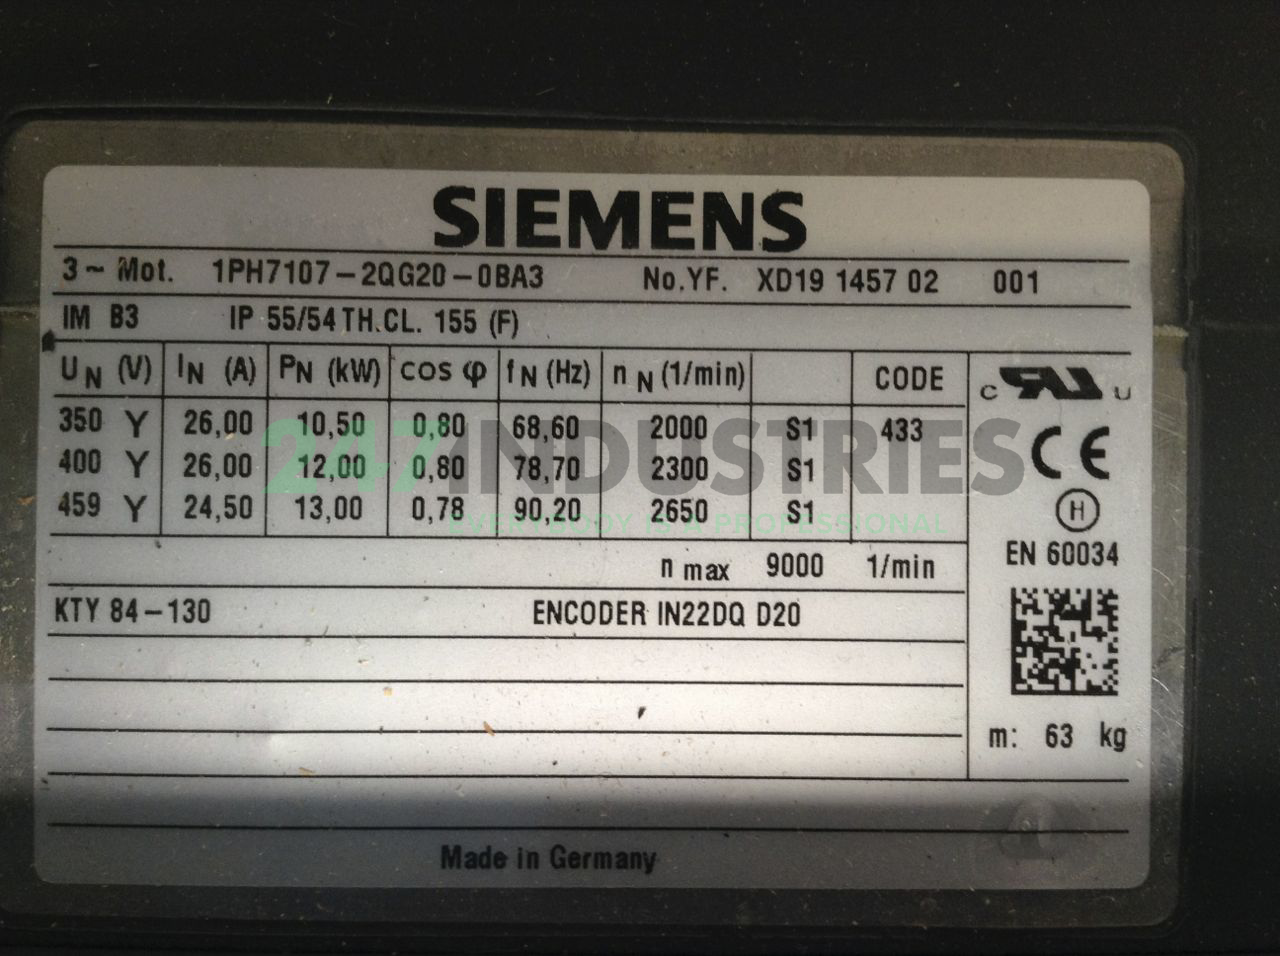 SIEMENS
3~ Mot. 1PH7107-2QG20-0BA3 No.YF. XD19 1457 02 001
IM B3 IP 55/54 TH.CL. 155 (F)
UN (V) IN (A) PN (kW) cos φ fN (Hz) nN (1/min) CODE
350 Y 26,00 10,50 0,80 68,60 2000 S1 433
400 Y 26,00 12,00 0,80 78,70 2300 S1
459 Y 24,50 13,00 0,78 90,20 2650 S1
n max 9000 1/min
KTY 84-130 ENCODER IN22DQ D20
c RU U
CE
H
EN 60034
m: 63 kg
Made in Germany
247INDUSTRIES
EVERYBODY IS A PROFESSIONAL